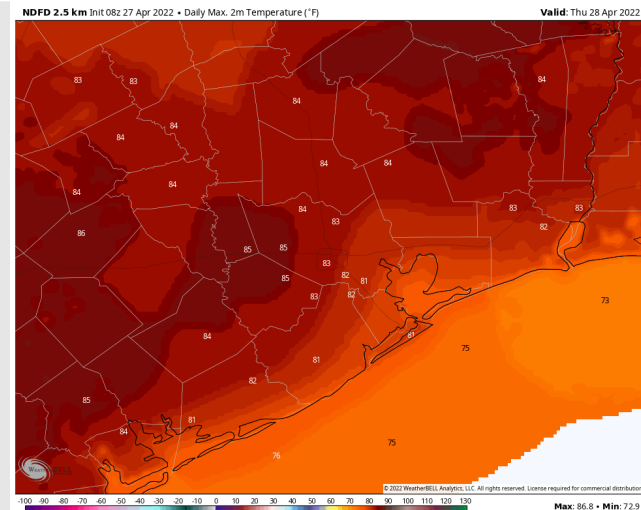 NDFD 2.5 km Init 08z 27 Apr 2022 • Daily Max. 2m Temperature (°F)
Valid: Thu 28 Apr 2022
83 83 84
84
84 84
84 84
84 84
84 83 83
83 82
86
85 85
83
85 82 81
83 82
73
84 81
75
81
82
85
81
84
75
76
WeatherBELL
© 2022 WeatherBELL Analytics, LLC. All rights reserved. License required for commercial distribution
-100 -90 -80 -70 -60 -50 -40 -30 -20 -10 0 10 20 30 40 50 60 70 80 90 100 110 120 130
Max: 86.8 • Min: 72.9